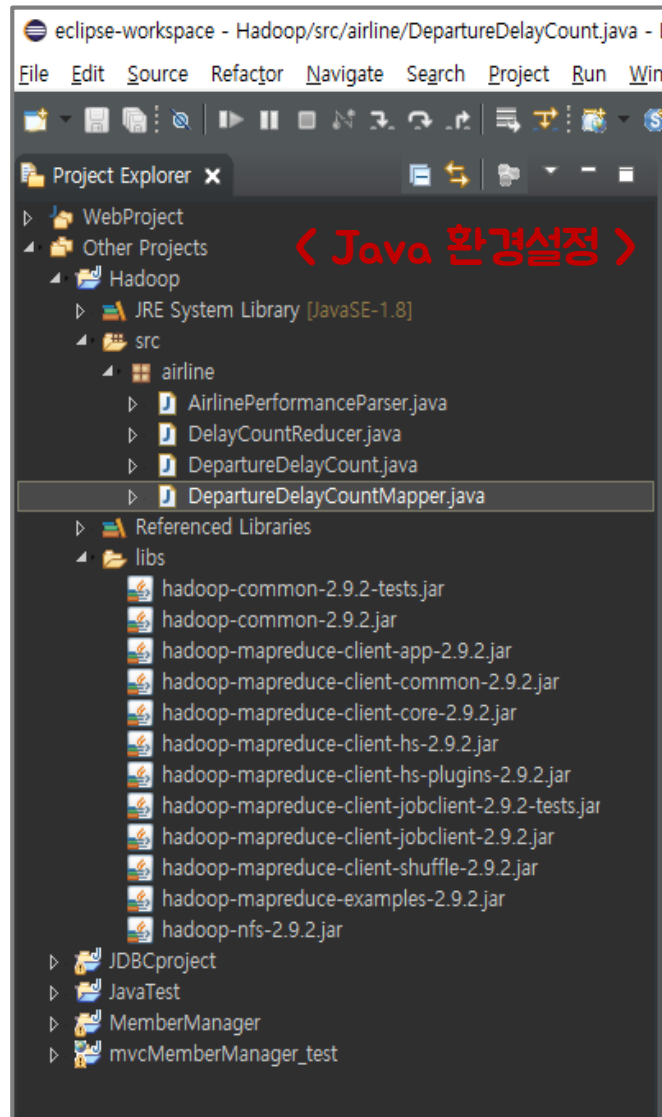 eclipse-workspace - Hadoop/src/airline/DepartureDelayCount.java -
File Edit Source Refactor Navigate Search Project Run
Project Explorer
WebProject
Other Projects
< Java 환경설정 >
Hadoop
JRE System Library [JavaSE-1.8]
src
airline
AirlinePerformanceParser.java
DelayCountReducer.java
DepartureDelayCount.java
DepartureDelayCountMapper.java
Referenced Libraries
libs
hadoop-common-2.9.2-tests.jar
hadoop-common-2.9.2.jar
hadoop-mapreduce-client-app-2.9.2.jar
hadoop-mapreduce-client-common-2.9.2.jar
hadoop-mapreduce-client-core-2.9.2.jar
hadoop-mapreduce-client-hs-2.9.2.jar
hadoop-mapreduce-client-hs-plugins-2.9.2.jar
hadoop-mapreduce-client-jobclient-2.9.2-tests.jar
hadoop-mapreduce-client-jobclient-2.9.2.jar
hadoop-mapreduce-client-shuffle-2.9.2.jar
hadoop-mapreduce-examples-2.9.2.jar
hadoop-nfs-2.9.2.jar
JDBCproject
JavaTest
MemberManager
mvcMemberManager_test